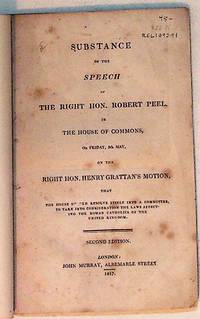 75-
REL109291
SUBSTANCE
OF THE
SPEECH
OF
THE RIGHT HON. ROBERT PEEL,
IN
THE HOUSE OF COMMONS,
On FRIDAY, MAY,
ON THE
RIGHT HON. HENRY GRATTAN'S MOTION,
THAT
THE HOUSE RESOLVE ITSELF INTO A COMMITTEE,
TO TAKE INTO CONSIDERATION THE LAWS AFFECT-
ING THE ROMAN CATHOLICS OF THE
UNITED KINGDOM.
SECOND EDITION.
LONDON:
JOHN MURRAY, ALBEMARLE STREET
1817.